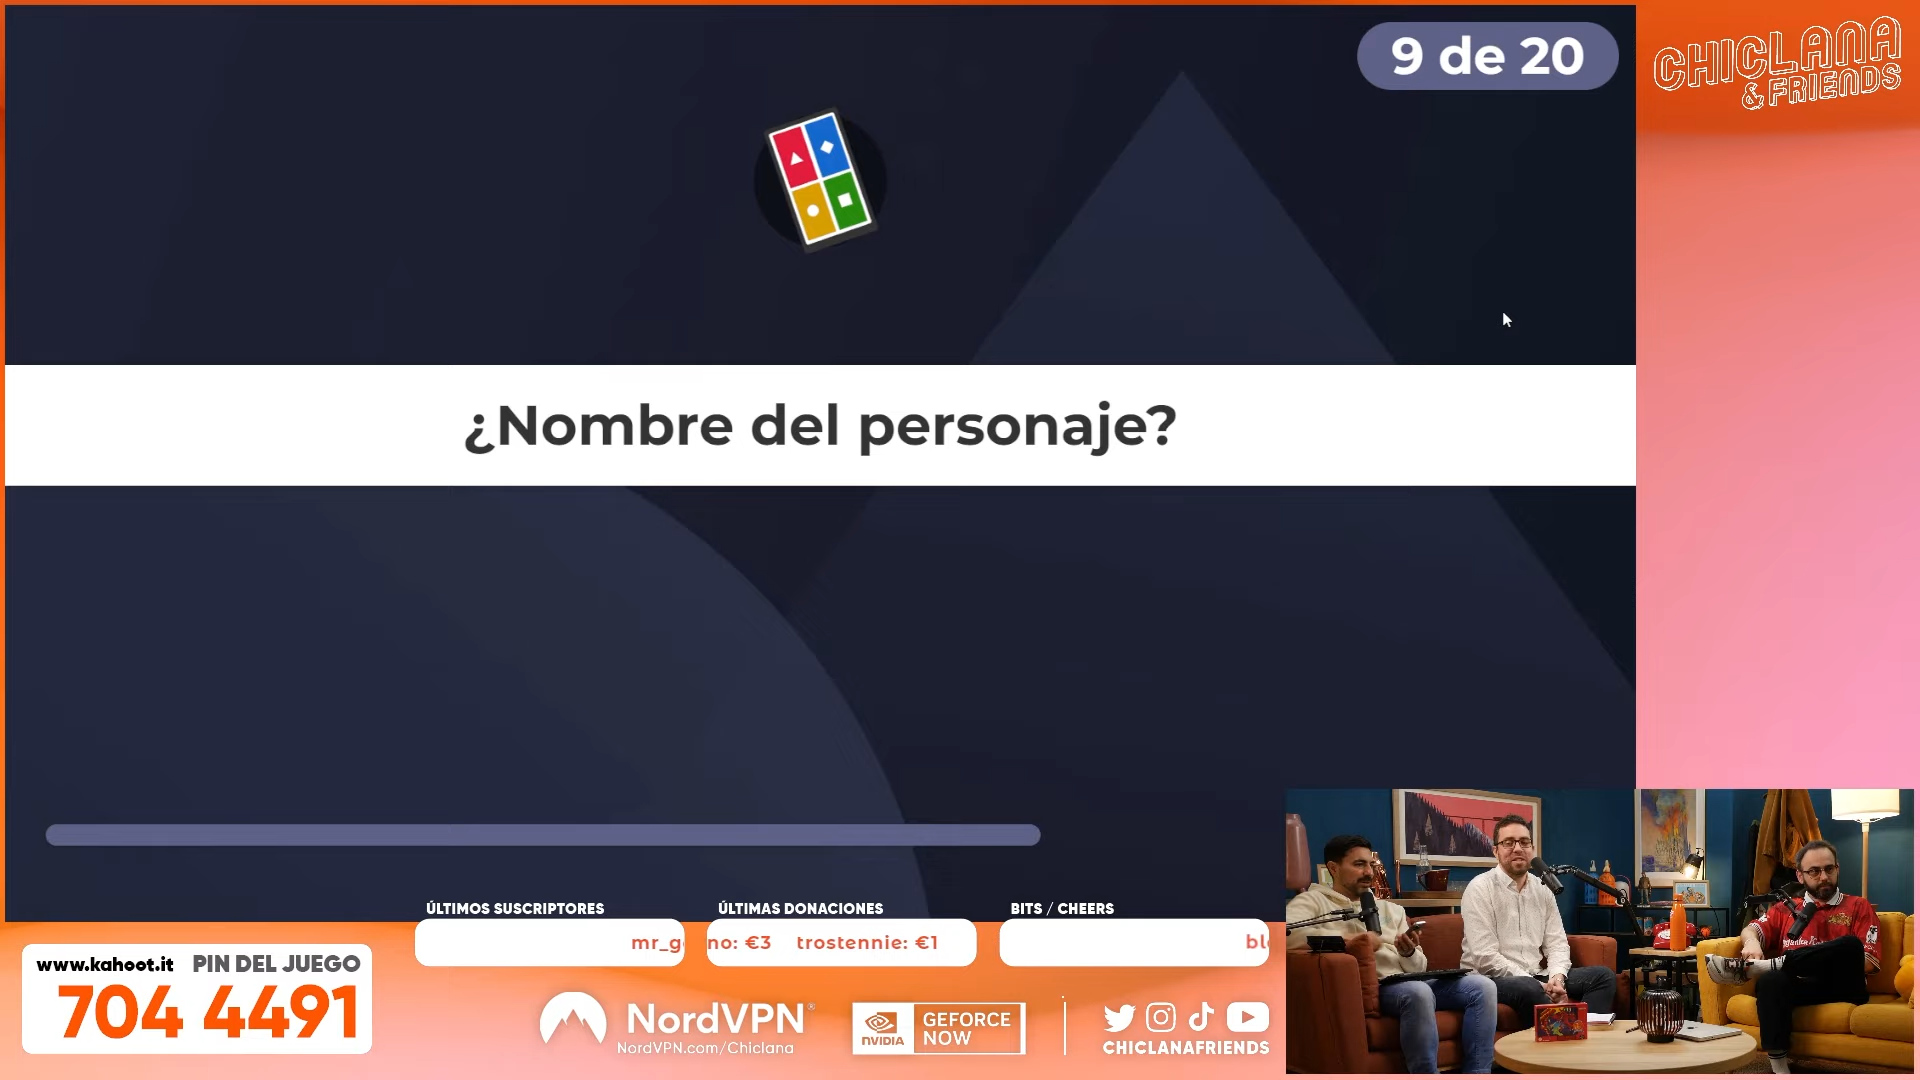 9 de 20
CHICLANA
&FRIENDS
¿Nombre del personaje?
ÚLTIMOS SUSCRIPTORES
ÚLTIMAS DONACIONES
BITS / CHEERS
no: €3 trostennie: €1
www.kahoot.it PIN DEL JUEGO
704 4491
NordVPN®
NordVPN.com/Chiclana
NVIDIA
GEFORCE
NOW
CHICLANAFRIENDS